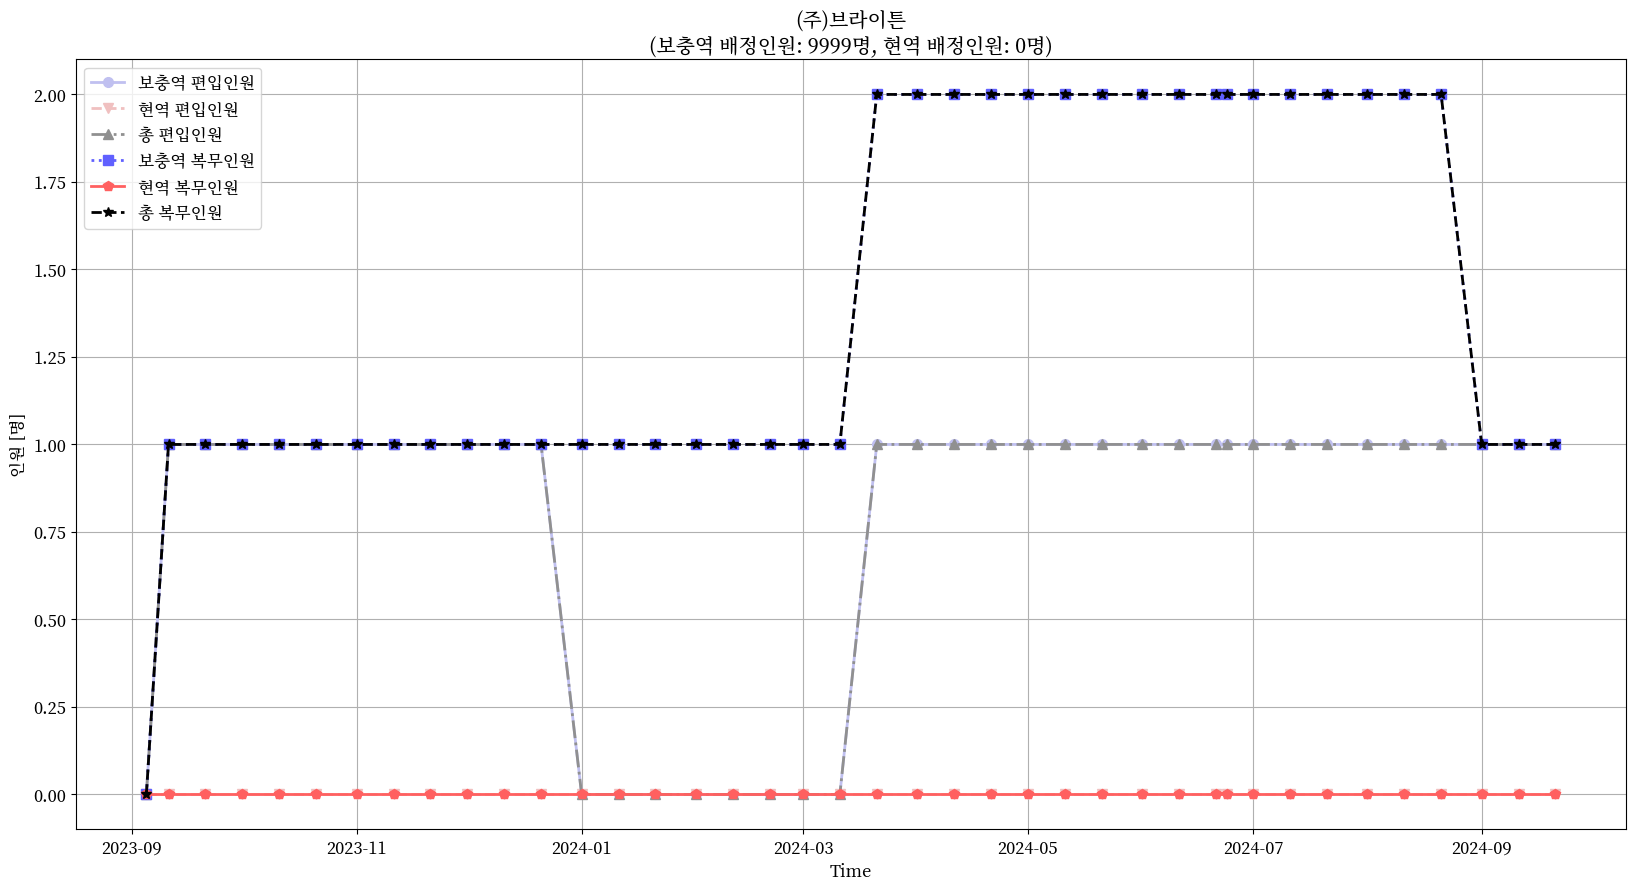 (주)브라이튼
(보충역 배정인원: 9999명, 현역 배정인원: 0명)
보충역 편입인원
현역 편입인원
총 편입인원
보충역 복무인원
현역 복무인원
총 복무인원
2.00
1.75
1.50
1.25
1.00
0.75
0.50
0.25
0.00
인원 [명]
2023-09 2023-11 2024-01 2024-03 2024-05 2024-07 2024-09
Time